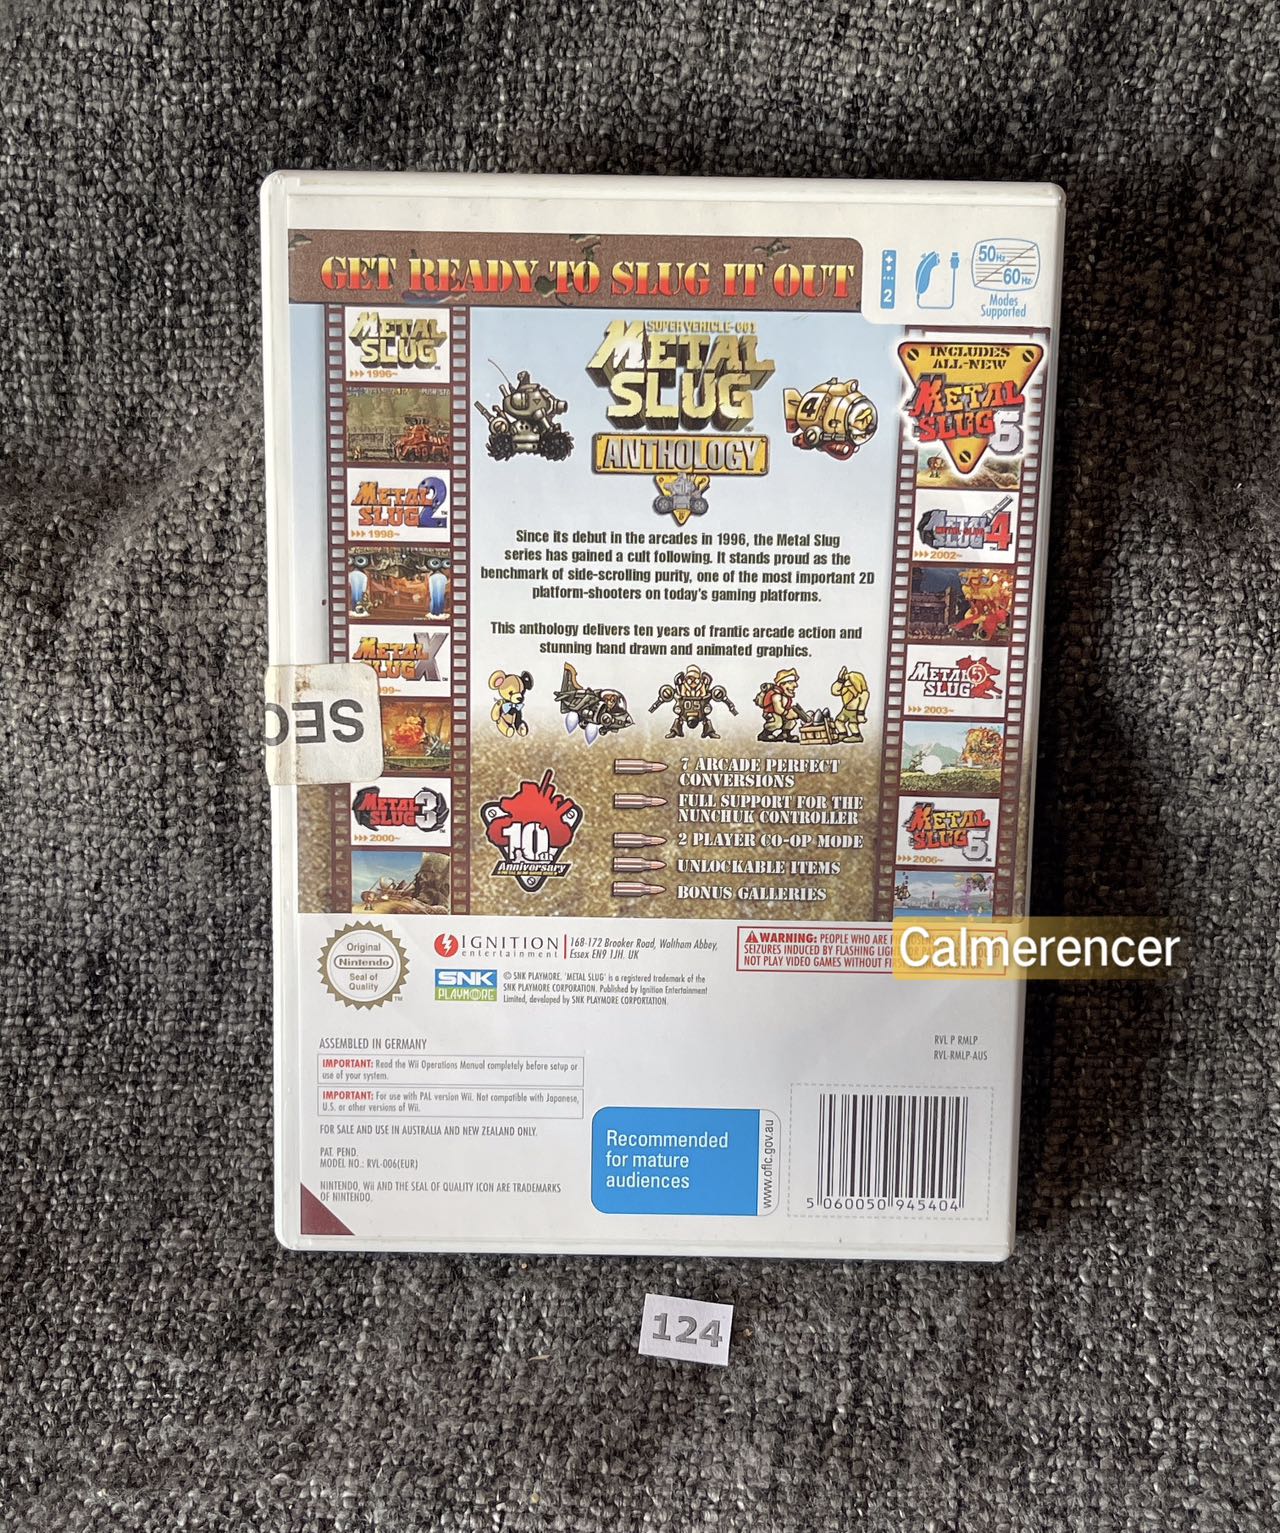 GET READY TO SLUG IT OUT
2
50Hz
60Hz
Modes
Supported
METAL
SLUG
1996~
METAL
SLUG 2
1998~
METAL
SLUG X
99~
METAL
SLUG 3
2000~
SUPER VEHICLE-001
METAL
SLUG
ANTHOLOGY
INCLUDES
ALL-NEW
METAL
SLUG 6
METAL
SLUG 4
2002~
METAL
SLUG 5
2003~
METAL
SLUG 6
2006~
Since its debut in the arcades in 1996, the Metal Slug
series has gained a cult following. It stands proud as the
benchmark of side-scrolling purity, one of the most important 2D
platform-shooters on today's gaming platforms.
This anthology delivers ten years of frantic arcade action and
stunning hand drawn and animated graphics.
SEC
10th
Anniversary
7 ARCADE PERFECT
CONVERSIONS
FULL SUPPORT FOR THE
NUNCHUK CONTROLLER
2 PLAYER CO-OP MODE
UNLOCKABLE ITEMS
BONUS GALLERIES
Original
Nintendo
Seal of
Quality
TM
IGNITION
entertainment
168-172 Brooker Road, Waltham Abbey,
Essex EN9 1JH. UK
SNK
PLAYMORE
© SNK PLAYMORE. 'METAL SLUG' is a registered trademark of the
SNK PLAYMORE CORPORATION. Published by Ignition Entertainment
Limited, developed by SNK PLAYMORE CORPORTATION.
WARNING: PEOPLE WHO ARE
SEIZURES INDUCED BY FLASHING
NOT PLAY VIDEO GAMES WITHOUT
Calmerencer
ASSEMBLED IN GERMANY
IMPORTANT: Read the Wii Operations Manual completely before setup or
use of your system.
IMPORTANT: For use with PAL version Wii. Not compatible with Japanese,
U.S. or other versions of Wii.
FOR SALE AND USE IN AUSTRALIA AND NEW ZEALAND ONLY.
PAT. PEND.
MODEL NO.: RVL-006(EUR)
NINTENDO, Wii AND THE SEAL OF QUALITY ICON ARE TRADEMARKS
OF NINTENDO.
RVL P RMLP
RVL-RMLP-AUS
Recommended
for mature
audiences
www.oflc.gov.au
5 060050 945404
124